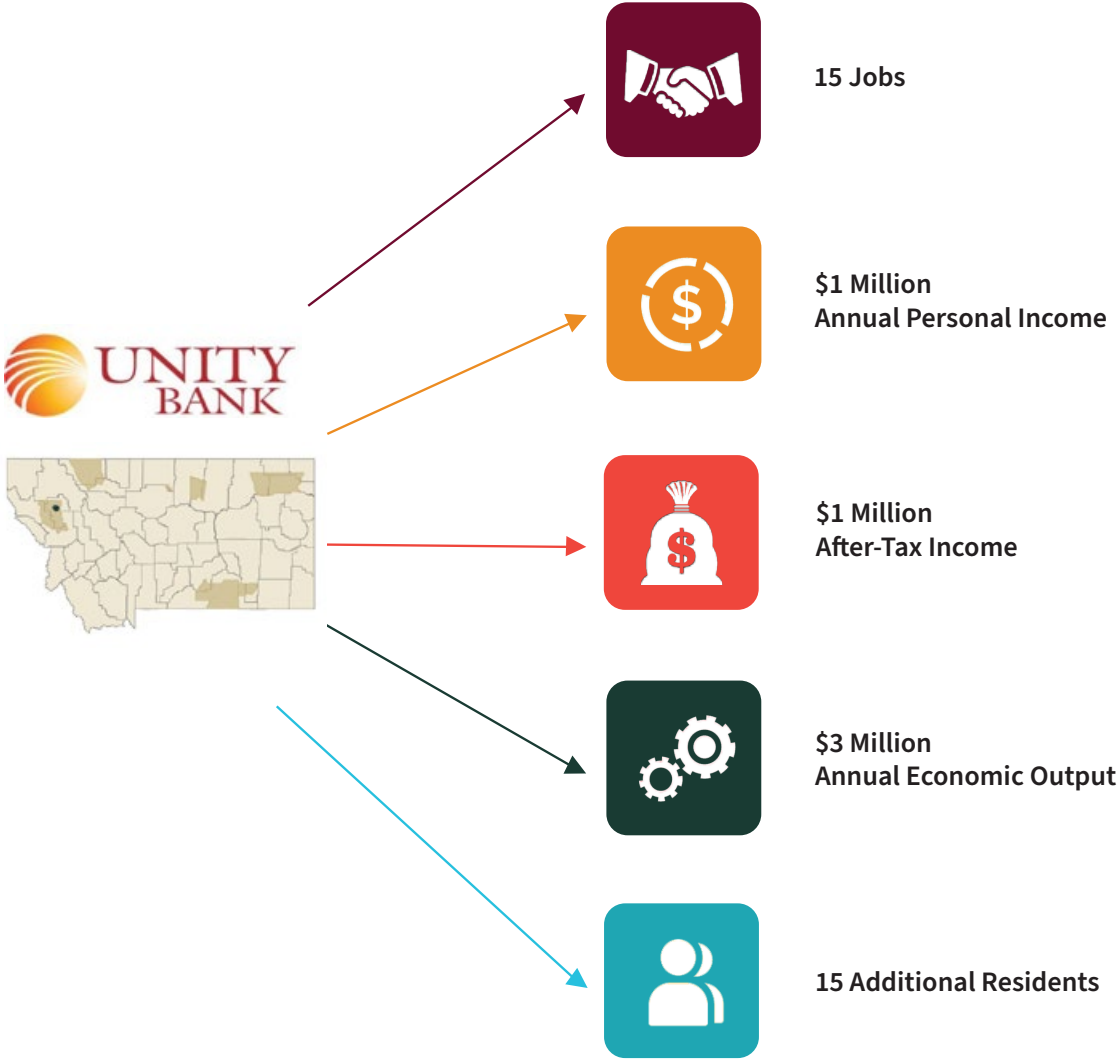 15 Jobs
$1 Million
Annual Personal Income
$
UNITY
BANK
$1 Million
After-Tax Income
$
$3 Million
Annual Economic Output
15 Additional Residents